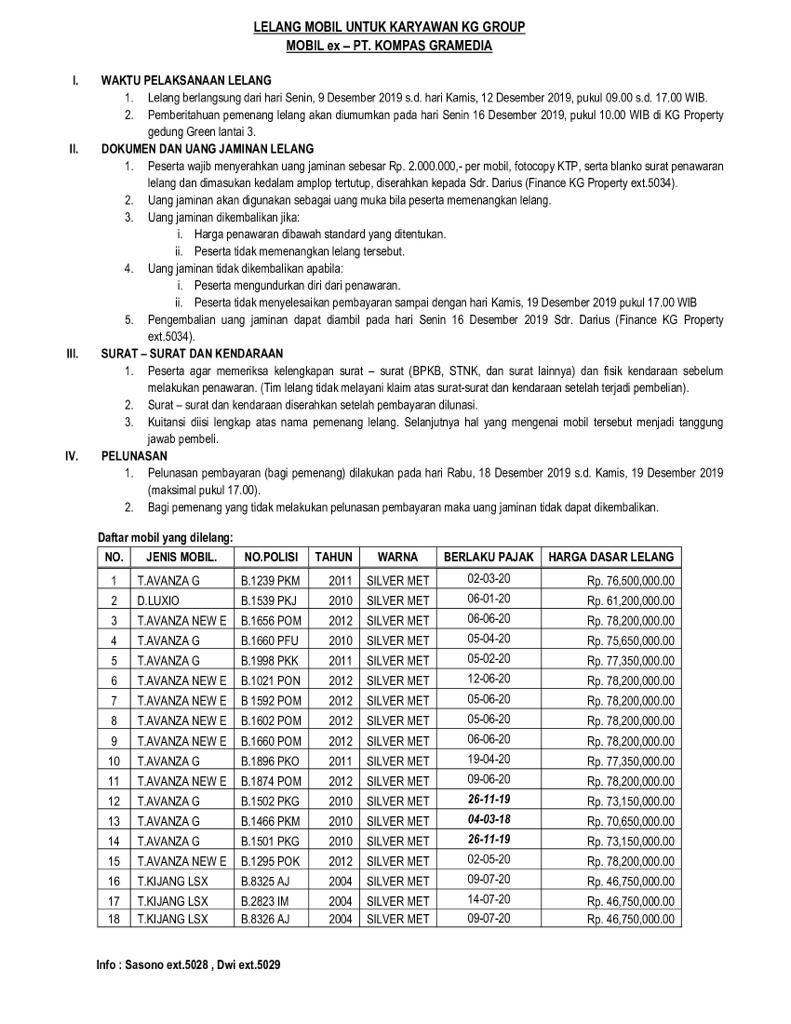 LELANG MOBIL UNTUK KARYAWAN KG GROUP
MOBIL ex – PT. KOMPAS GRAMEDIA
I. WAKTU PELAKSANAAN LELANG
1. Lelang berlangsung dari hari Senin, 9 Desember 2019 s.d. hari Kamis, 12 Desember 2019, pukul 09.00 s.d. 17.00 WIB.
2. Pemberitahuan pemenang lelang akan diumumkan pada hari Senin 16 Desember 2019, pukul 10.00 WIB di KG Property
gedung Green lantai 3.
II. DOKUMEN DAN UANG JAMINAN LELANG
1. Peserta wajib menyerahkan uang jaminan sebesar Rp. 2.000.000,- per mobil, fotocopy KTP, serta blanko surat penawaran
lelang dan dimasukan kedalam amplop tertutup, diserahkan kepada Sdr. Darius (Finance KG Property ext.5034).
2. Uang jaminan akan digunakan sebagai uang muka bila peserta memenangkan lelang.
3. Uang jaminan dikembalikan jika:
i. Harga penawaran dibawah standard yang ditentukan.
ii. Peserta tidak memenangkan lelang tersebut.
4. Uang jaminan tidak dikembalikan apabila:
i. Peserta mengundurkan diri dari penawaran.
ii. Peserta tidak menyelesaikan pembayaran sampai dengan hari Kamis, 19 Desember 2019 pukul 17.00 WIB
5. Pengembalian uang jaminan dapat diambil pada hari Senin 16 Desember 2019 Sdr. Darius (Finance KG Property
ext.5034).
III. SURAT – SURAT DAN KENDARAAN
1. Peserta agar memeriksa kelengkapan surat – surat (BPKB, STNK, dan surat lainnya) dan fisik kendaraan sebelum
melakukan penawaran. (Tim lelang tidak melayani klaim atas surat-surat dan kendaraan setelah terjadi pembelian).
2. Surat – surat dan kendaraan diserahkan setelah pembayaran dilunasi.
3. Kuitansi diisi lengkap atas nama pemenang lelang. Selanjutnya hal yang mengenai mobil tersebut menjadi tanggung
jawab pembeli.
IV. PELUNASAN
1. Pelunasan pembayaran (bagi pemenang) dilakukan pada hari Rabu, 18 Desember 2019 s.d. Kamis, 19 Desember 2019
(maksimal pukul 17.00).
2. Bagi pemenang yang tidak melakukan pelunasan pembayaran maka uang jaminan tidak dapat dikembalikan.
Daftar mobil yang dilelang:
NO. JENIS MOBIL. NO.POLISI TAHUN WARNA BERLAKU PAJAK HARGA DASAR LELANG
1 T.AVANZA G B.1239 PKM 2011 SILVER MET 02-03-20 Rp. 76,500,000.00
2 D.LUXIO B.1539 PKJ 2010 SILVER MET 06-01-20 Rp. 61,200,000.00
3 T.AVANZA NEW E B.1656 POM 2012 SILVER MET 06-06-20 Rp. 78,200,000.00
4 T.AVANZA G B.1660 PFU 2010 SILVER MET 05-04-20 Rp. 75,650,000.00
5 T.AVANZA G B.1998 PKK 2011 SILVER MET 05-02-20 Rp. 77,350,000.00
6 T.AVANZA NEW E B.1021 PON 2012 SILVER MET 12-06-20 Rp. 78,200,000.00
7 T.AVANZA NEW E B 1592 POM 2012 SILVER MET 05-06-20 Rp. 78,200,000.00
8 T.AVANZA NEW E B.1602 POM 2012 SILVER MET 05-06-20 Rp. 78,200,000.00
9 T.AVANZA NEW E B.1660 POM 2012 SILVER MET 06-06-20 Rp. 78,200,000.00
10 T.AVANZA G B.1896 PKO 2011 SILVER MET 19-04-20 Rp. 77,350,000.00
11 T.AVANZA NEW E B.1874 POM 2012 SILVER MET 09-06-20 Rp. 78,200,000.00
12 T.AVANZA G B.1502 PKG 2010 SILVER MET 26-11-19 Rp. 73,150,000.00
13 T.AVANZA G B.1466 PKM 2010 SILVER MET 04-03-18 Rp. 70,650,000.00
14 T.AVANZA G B.1501 PKG 2010 SILVER MET 26-11-19 Rp. 73,150,000.00
15 T.AVANZA NEW E B.1295 POK 2012 SILVER MET 02-05-20 Rp. 78,200,000.00
16 T.KIJANG LSX B.8325 AJ 2004 SILVER MET 09-07-20 Rp. 46,750,000.00
17 T.KIJANG LSX B.2823 IM 2004 SILVER MET 14-07-20 Rp. 46,750,000.00
18 T.KIJANG LSX B.8326 AJ 2004 SILVER MET 09-07-20 Rp. 46,750,000.00
Info : Sasono ext.5028 , Dwi ext.5029